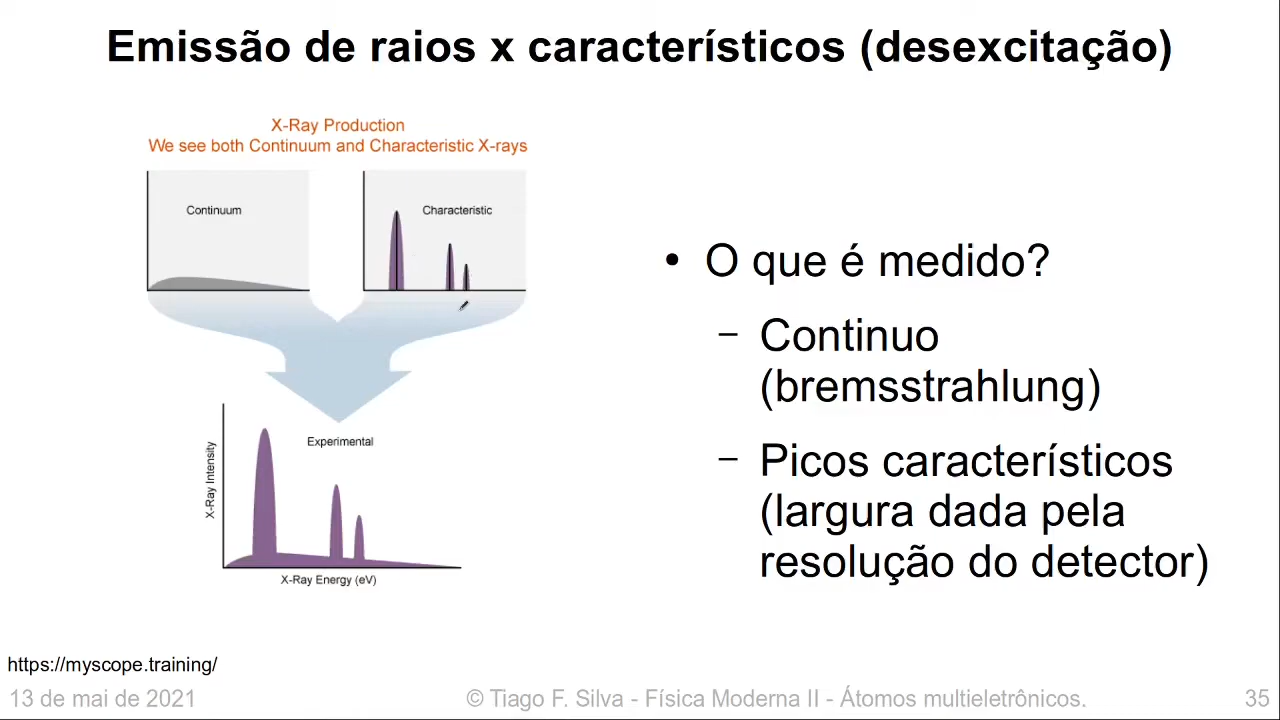 Emissão de raios x característicos (desexcitação)
X-Ray Production
We see both Continuum and Characteristic X-rays
Continuum
Characteristic
Experimental
X-Ray Intensity
X-Ray Energy (eV)
• O que é medido?
– Continuo
(bremsstrahlung)
– Picos característicos
(largura dada pela
resolução do detector)
https://myscope.training/
13 de mai de 2021
© Tiago F. Silva - Física Moderna II - Átomos multieletrônicos.
35